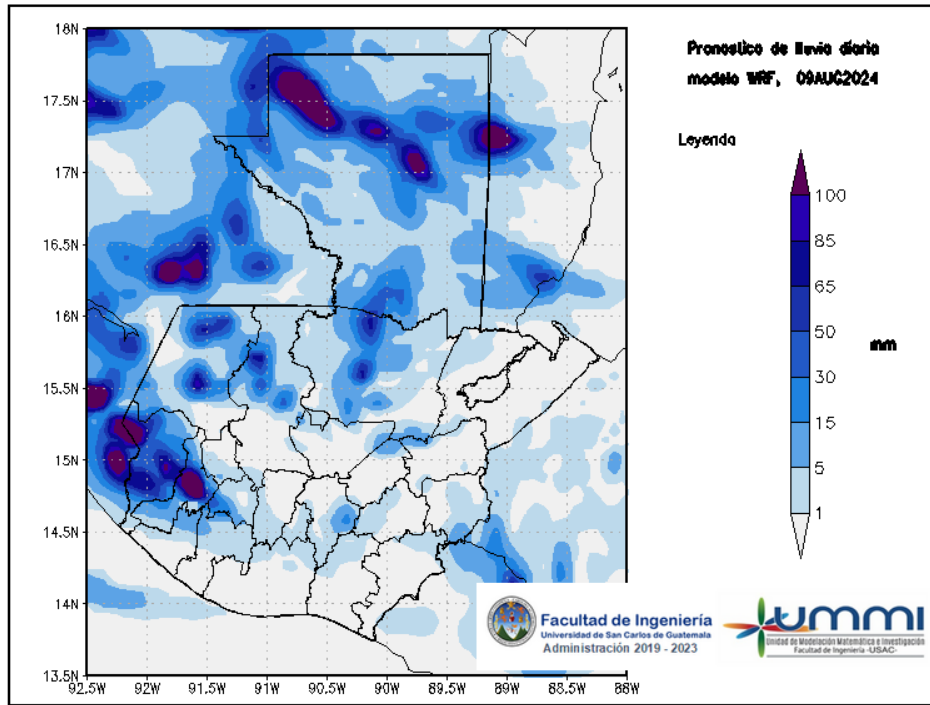 Pronostico de lluvia diaria
modelo WRF, 09AUG2024
Leyenda
100
85
65
50
30
15
5
1
mm
18N
17.5N
17N
16.5N
16N
15.5N
15N
14.5N
14N
13.5N
92.5W
92W
91.5W
91W
90.5W
90W
89.5W
89W
88.5W
88W
Facultad de Ingeniería
Universidad de San Carlos de Guatemala
Administración 2019 - 2023
ummi
Unidad de Modelación Matemática e Investigación
Facultad de Ingeniería -USAC-